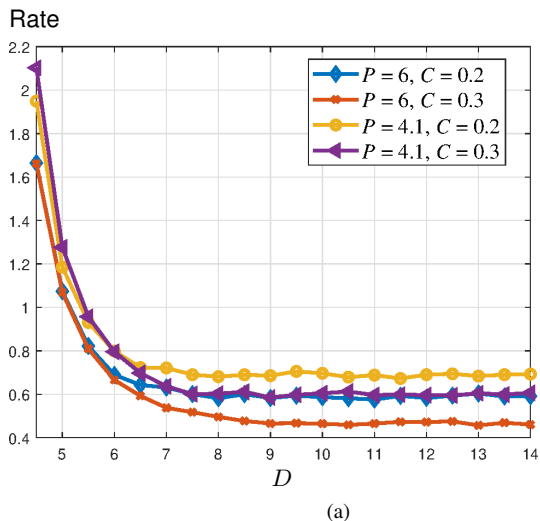 Rate
2.2
2
1.8
1.6
1.4
1.2
1
0.8
0.6
0.4
P = 6, C = 0.2
P = 6, C = 0.3
P = 4.1, C = 0.2
P = 4.1, C = 0.3
5 6 7 8 9 10 11 12 13 14
D
(a)